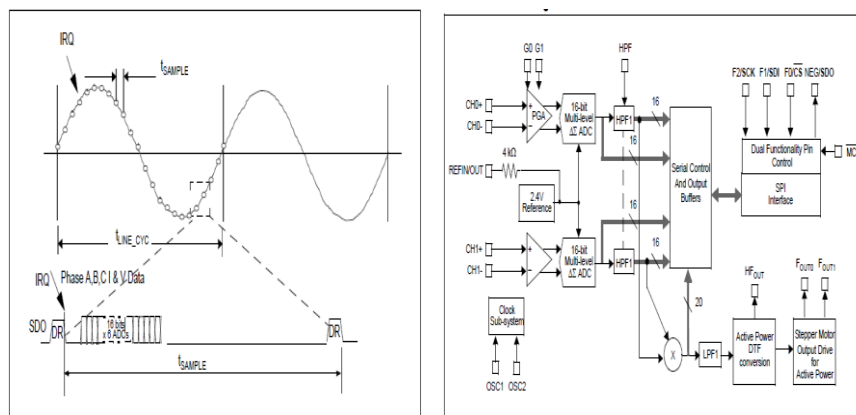 IRQ
tSAMPLE
tLINE_CYC
IRQ Phase A,B,C I & V Data
SDO DR 16 bits x 6 ADCs DR
tSAMPLE
G0 G1
HPF
F2/SCK F1/SDI F0/CS NEG/SDO
CH0+
CH0-
+
−
PGA
16-bit
Multi-level
ΔΣ ADC
HPF1
16
16
Dual Functionality Pin
Control
MC
SPI
Interface
REFIN/OUT
4 kΩ
2.4V
Reference
Serial Control
And Output
Buffers
16
16
CH1+
CH1-
+
−
16-bit
Multi-level
ΔΣ ADC
HPF1
20
HFOUT
FOUT0 FOUT1
Clock
Sub-system
OSC1 OSC2
X
LPF1
Active Power
DTF
conversion
Stepper Motor
Output Drive
for
Active Power